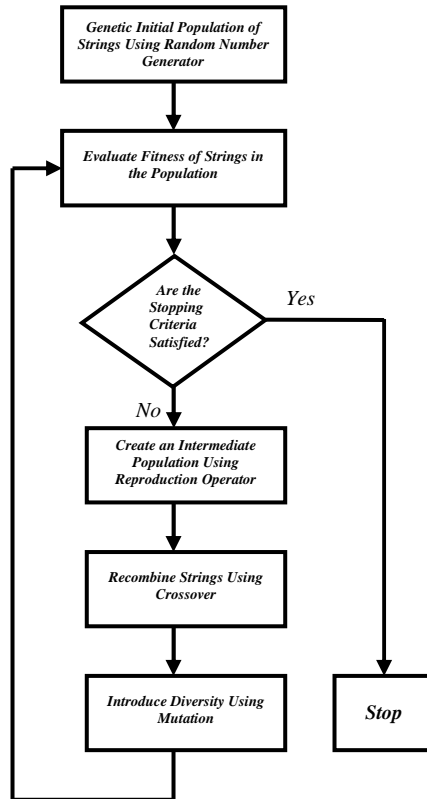 Genetic Initial Population of
Strings Using Random Number
Generator
Evaluate Fitness of Strings in
the Population
Are the
Stopping
Criteria
Satisfied?
Yes
No
Create an Intermediate
Population Using
Reproduction Operator
Recombine Strings Using
Crossover
Introduce Diversity Using
Mutation
Stop